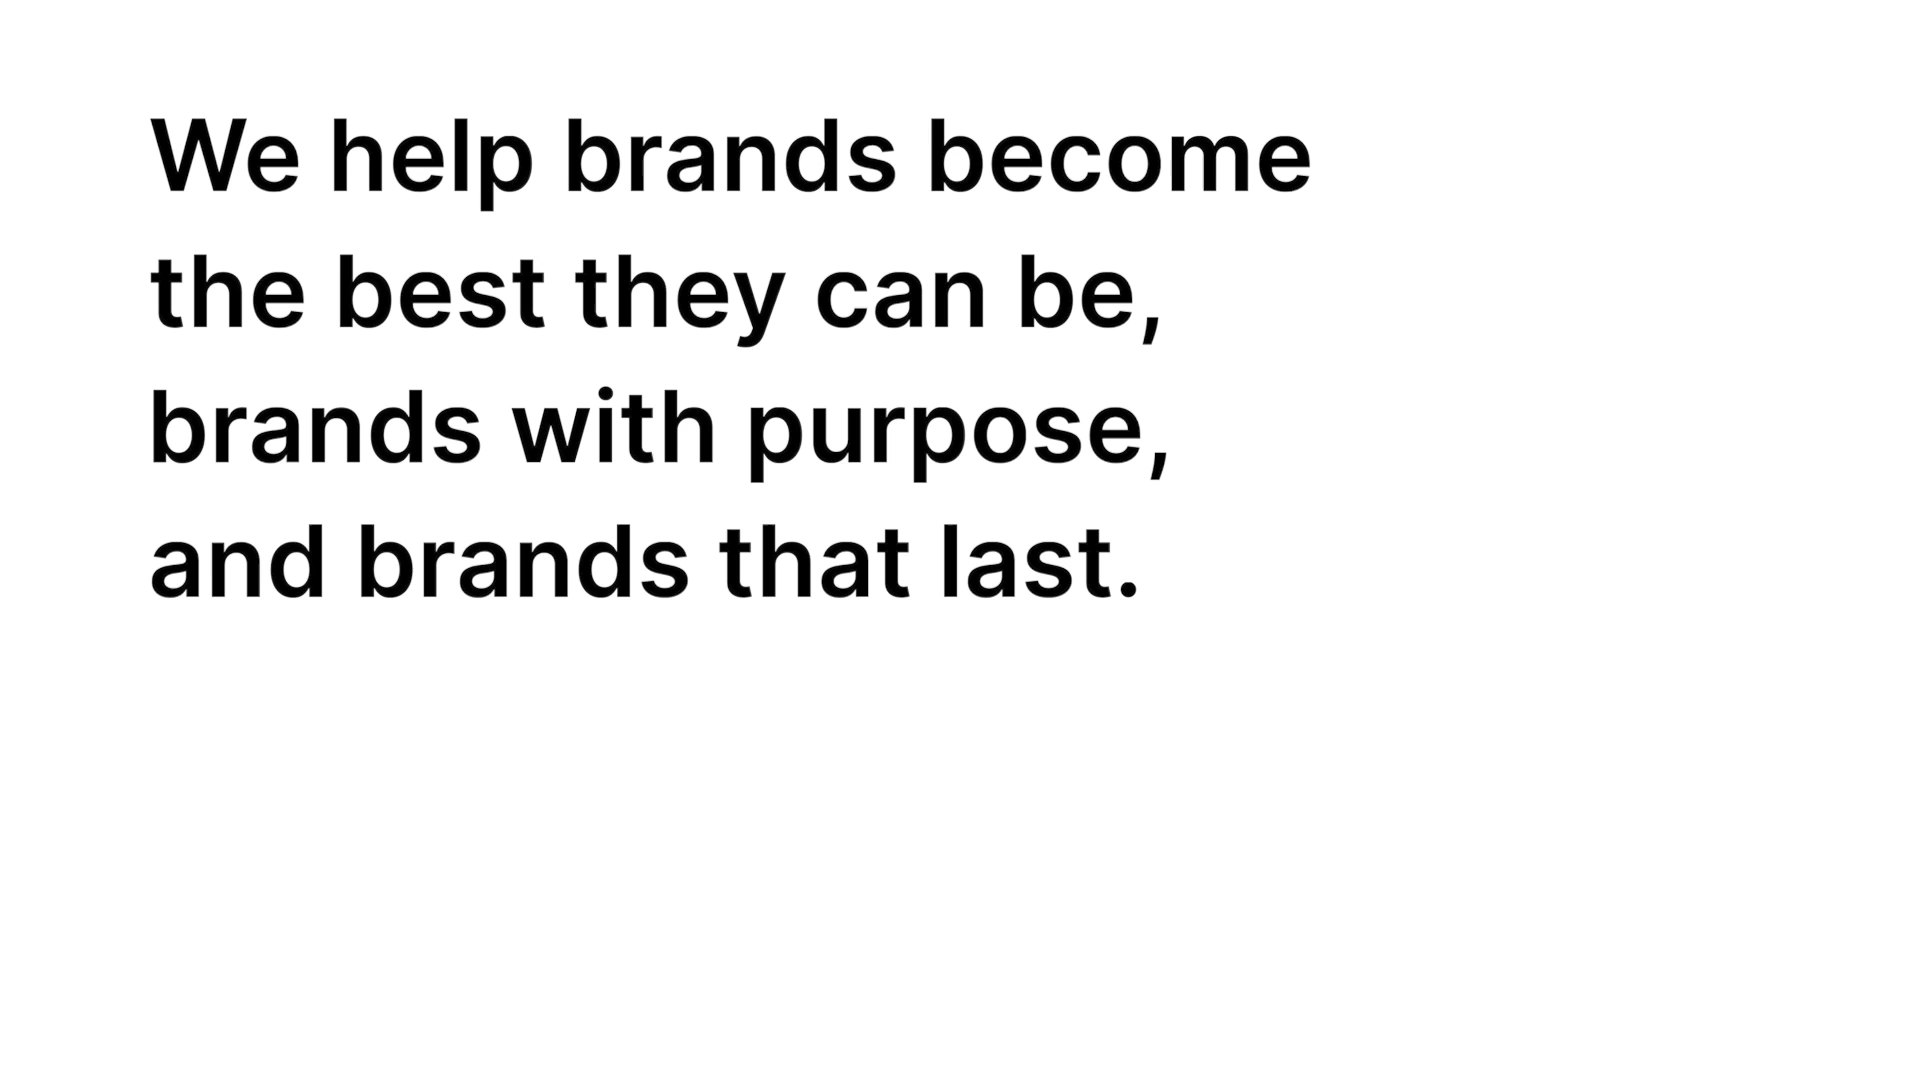 We help brands become
the best they can be,
brands with purpose,
and brands that last.